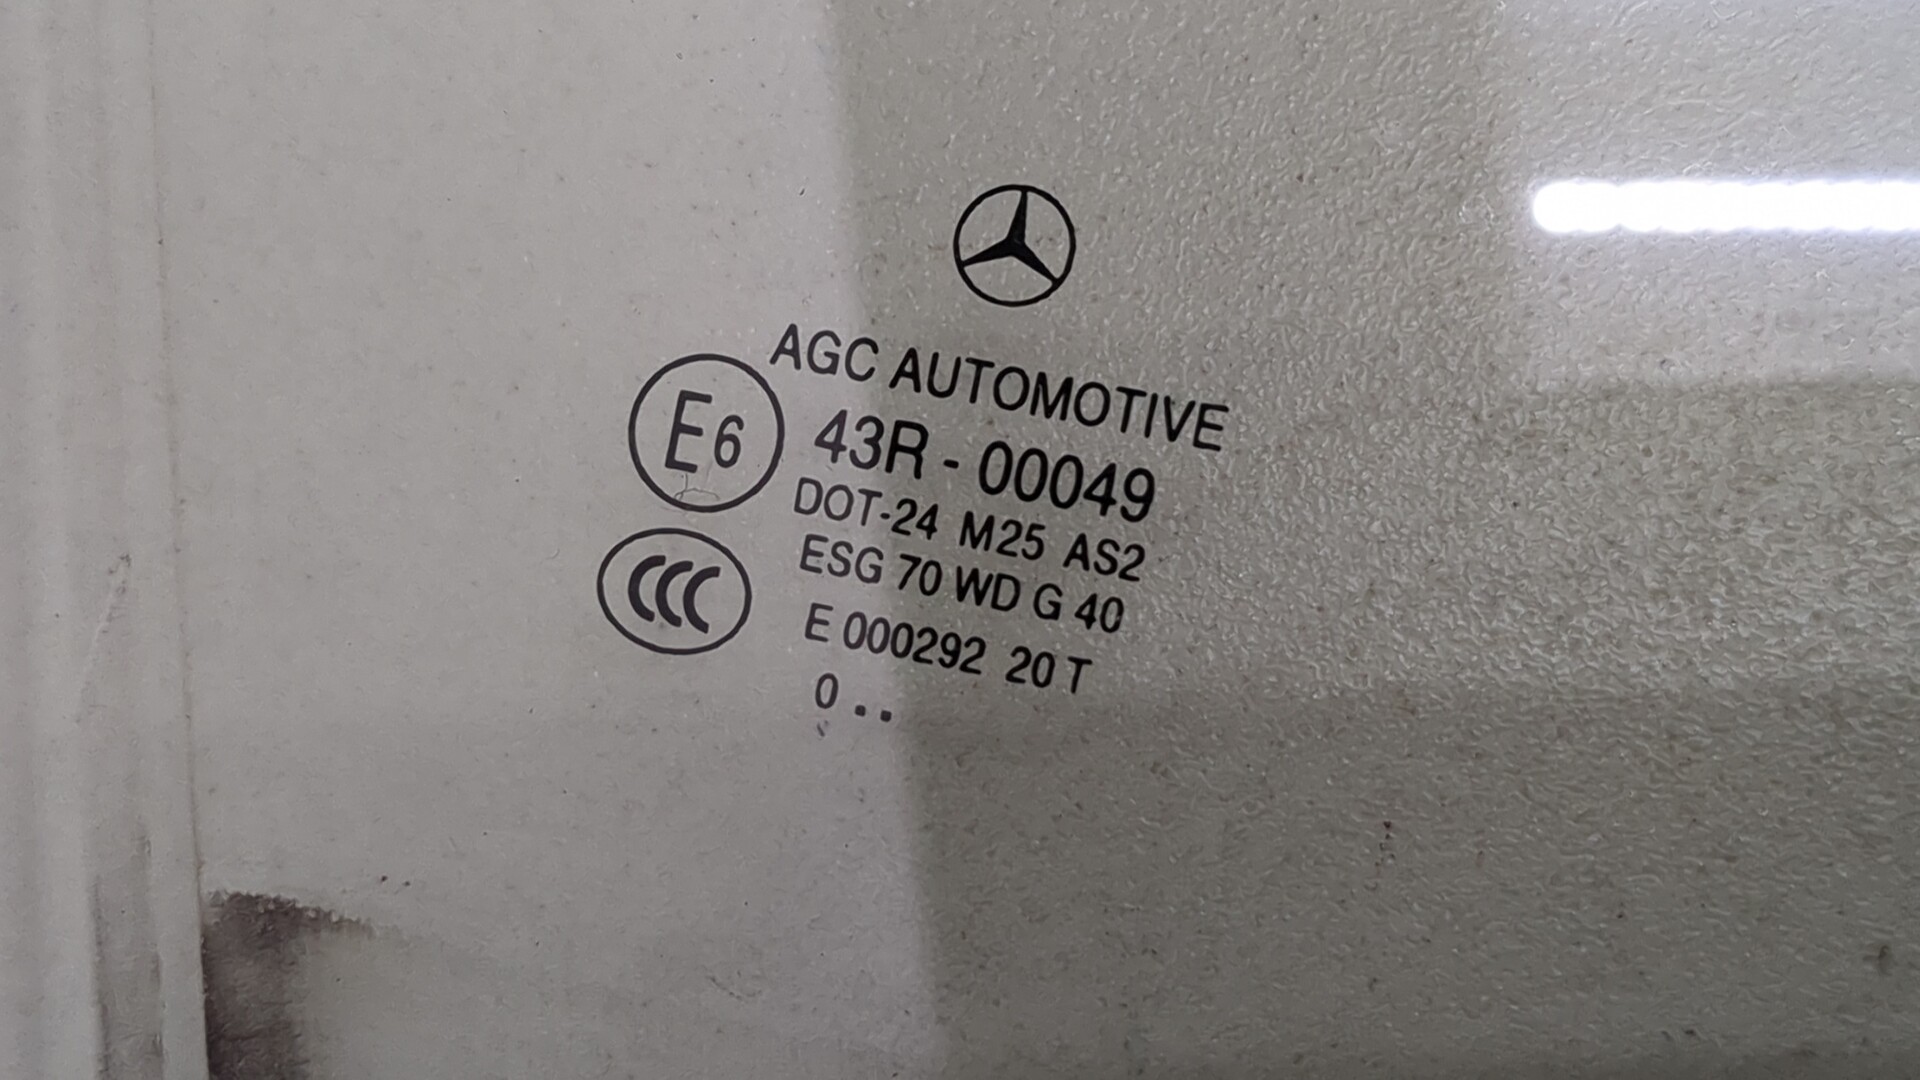 AGC AUTOMOTIVE
E6 43R - 00049
DOT-24 M25 AS2
CCC ESG 70 WD G 40
E 000292 20 T
0 . .